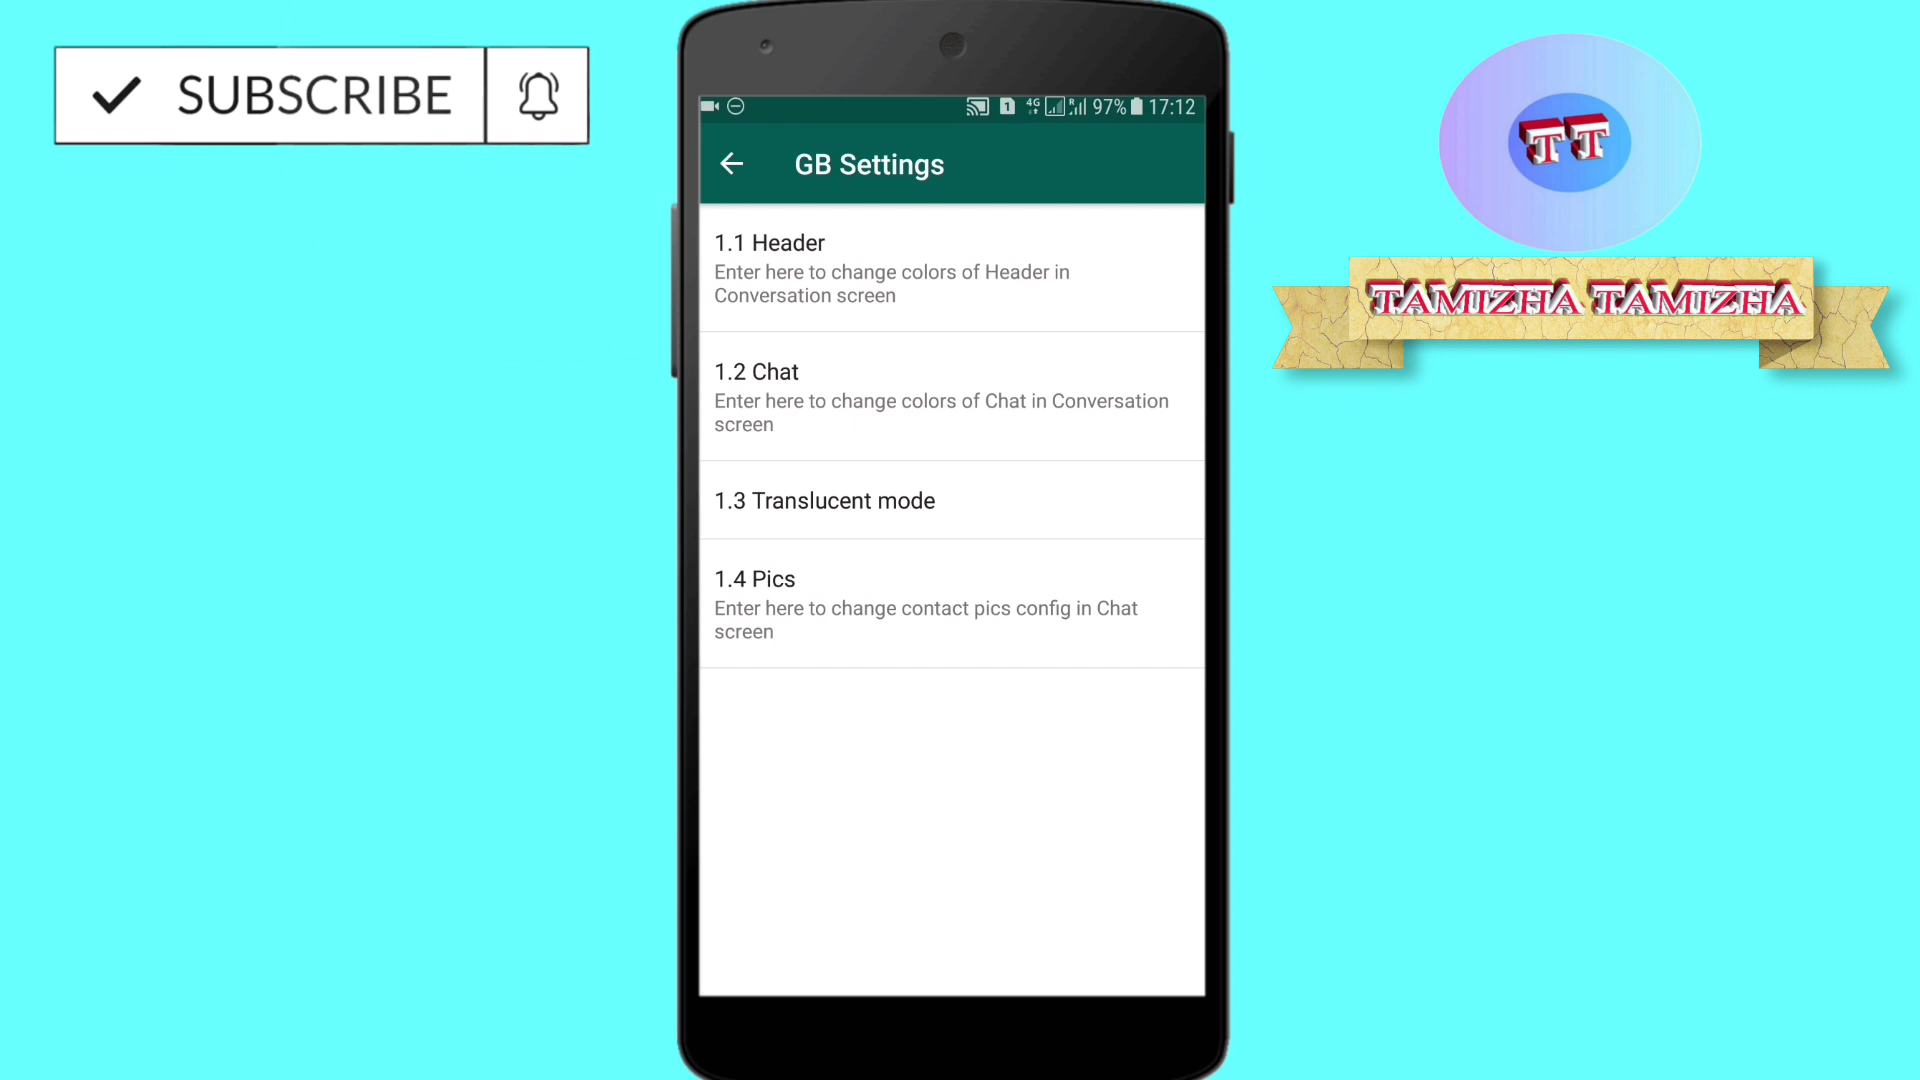 SUBSCRIBE
4G R 97% 17:12
1
GB Settings
1.1 Header
Enter here to change colors of Header in
Conversation screen
1.2 Chat
Enter here to change colors of Chat in Conversation
screen
1.3 Translucent mode
1.4 Pics
Enter here to change contact pics config in Chat
screen
TT
TAMIZHA TAMIZHA